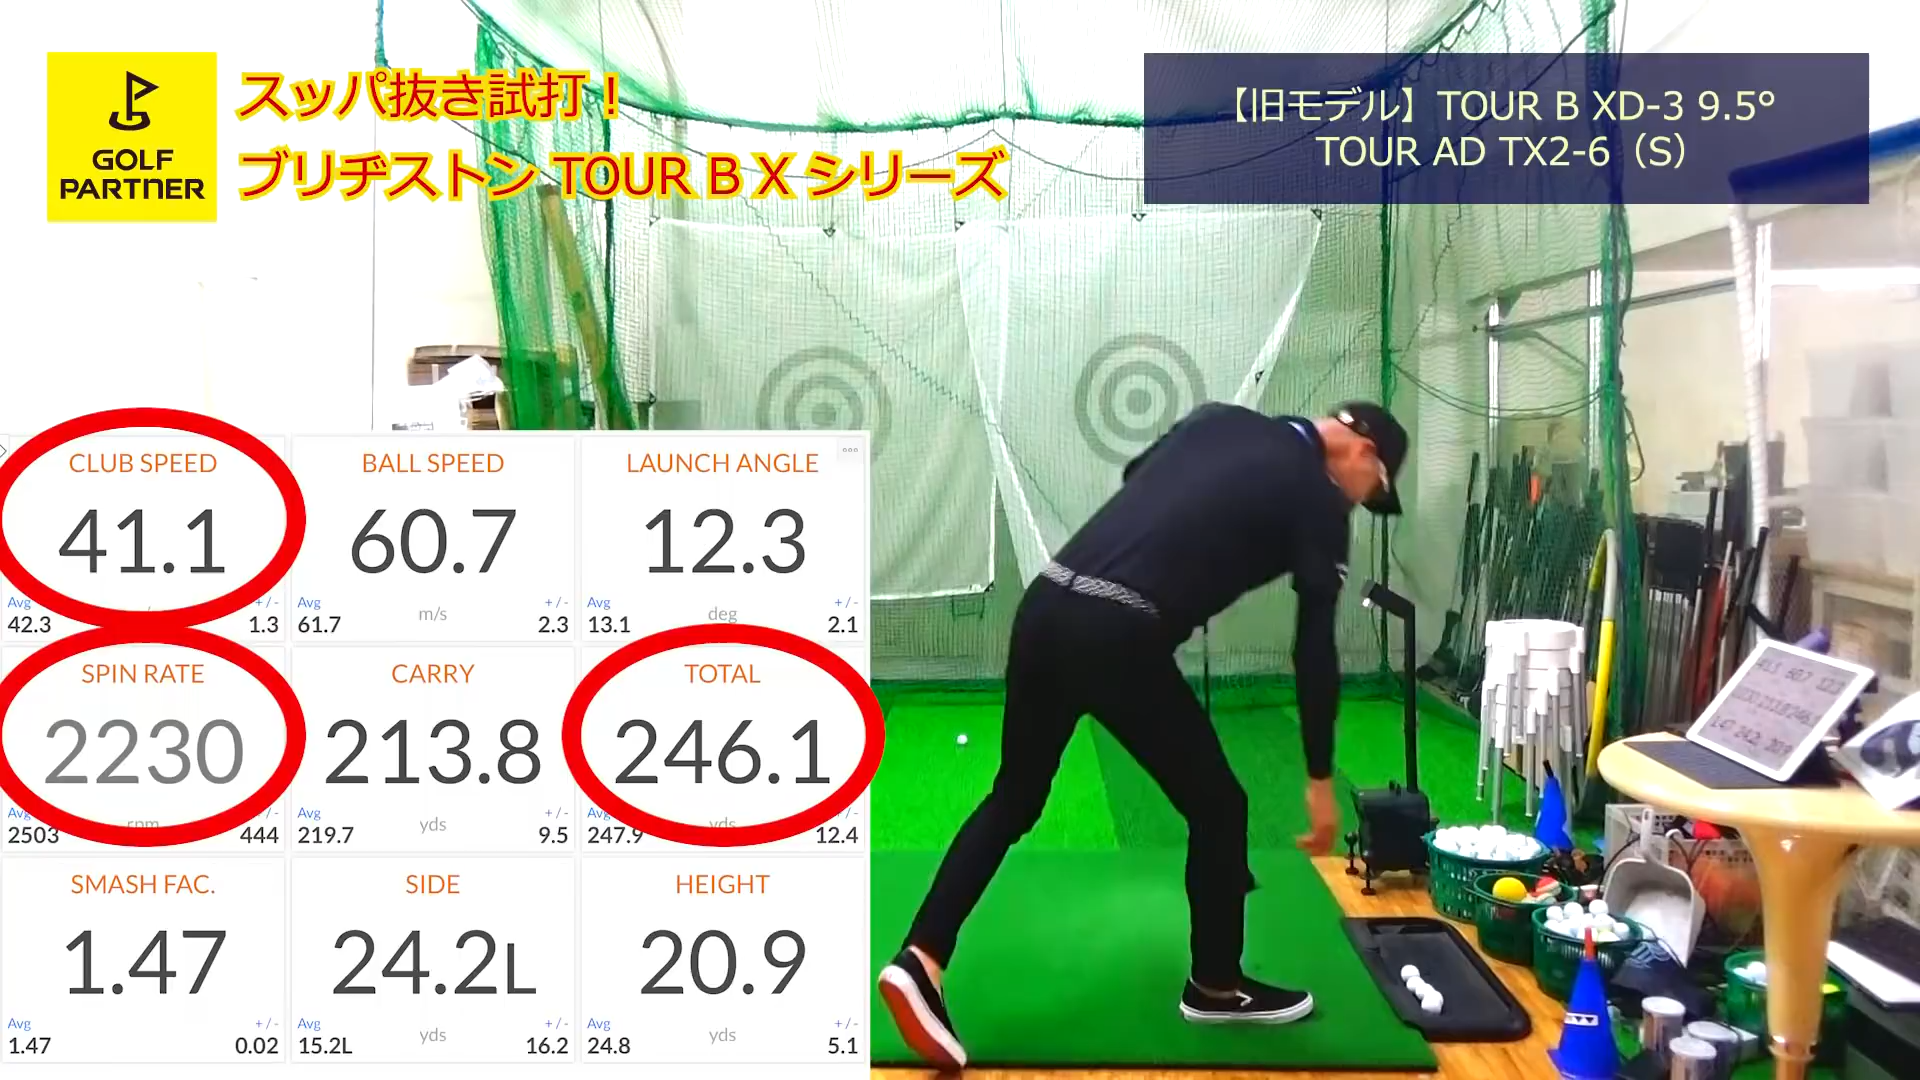 GOLF
PARTNER
スッパ抜き試打！
ブリヂストン TOUR B X シリーズ
【旧モデル】TOUR B XD-3 9.5°
TOUR AD TX2-6（S）
CLUB SPEED
41.1
Avg
42.3
+/-
1.3
BALL SPEED
60.7
Avg
61.7
m/s
+/-
2.3
LAUNCH ANGLE
12.3
Avg
13.1
deg
+/-
2.1
SPIN RATE
2230
Avg
2503
rpm
+/-
444
CARRY
213.8
Avg
219.7
yds
+/-
9.5
TOTAL
246.1
Avg
247.9
yds
+/-
12.4
SMASH FAC.
1.47
Avg
1.47
+/-
0.02
SIDE
24.2L
Avg
15.2L
yds
+/-
16.2
HEIGHT
20.9
Avg
24.8
yds
+/-
5.1